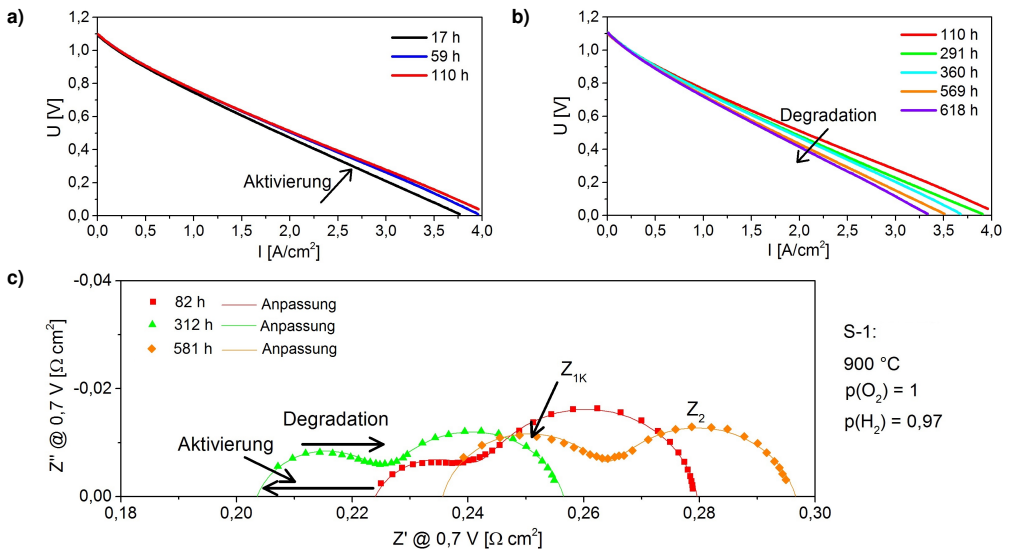 a)
1,2
1,0
0,8
0,6
0,4
0,2
0,0
U [V]
17 h
59 h
110 h
Aktivierung
0,0 0,5 1,0 1,5 2,0 2,5 3,0 3,5 4,0
I [A/cm²]
b)
1,2
1,0
0,8
0,6
0,4
0,2
0,0
U [V]
110 h
291 h
360 h
569 h
618 h
Degradation
0,0 0,5 1,0 1,5 2,0 2,5 3,0 3,5 4,0
I [A/cm²]
c)
-0,04
-0,02
0,00
Z'' @ 0,7 V [Ω cm²]
82 h Anpassung
312 h Anpassung
581 h Anpassung
Z₁K
Z₂
Degradation
Aktivierung
0,18 0,20 0,22 0,24 0,26 0,28 0,30
Z' @ 0,7 V [Ω cm²]
S-1:
900 °C
p(O₂) = 1
p(H₂) = 0,97